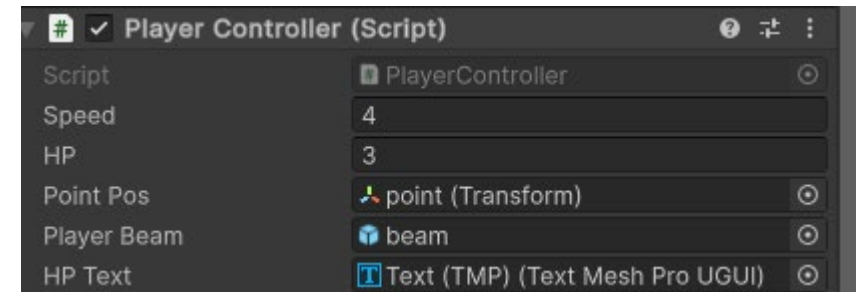 # Player Controller (Script)
Script PlayerController
Speed 4
HP 3
Point Pos point (Transform)
Player Beam beam
HP Text Text (TMP) (Text Mesh Pro UGUI)